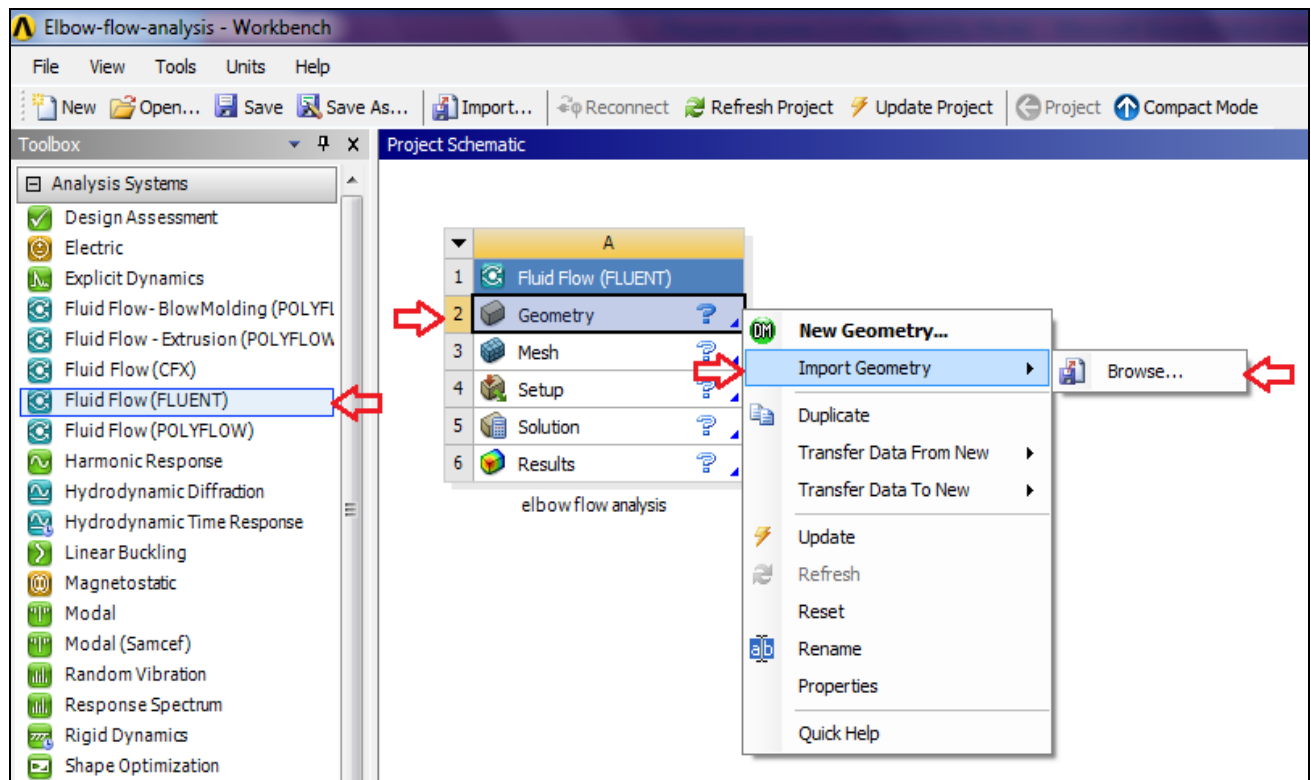 Elbow-flow-analysis - Workbench
File View Tools Units Help
New Open... Save Save As... Import... Reconnect Refresh Project Update Project Project Compact Mode
Toolbox
Analysis Systems
Design Assessment
Electric
Explicit Dynamics
Fluid Flow- BlowMolding (POLYFL
Fluid Flow - Extrusion (POLYFLOW
Fluid Flow (CFX)
Fluid Flow (FLUENT)
Fluid Flow (POLYFLOW)
Harmonic Response
Hydrodynamic Diffraction
Hydrodynamic Time Response
Linear Buckling
Magnetostatic
Modal
Modal (Samcef)
Random Vibration
Response Spectrum
Rigid Dynamics
Shape Optimization
Project Schematic
A
1 Fluid Flow (FLUENT)
2 Geometry ?
3 Mesh ?
4 Setup ?
5 Solution ?
6 Results ?
elbow flow analysis
DM New Geometry...
Import Geometry
Duplicate
Transfer Data From New
Transfer Data To New
Update
Refresh
Reset
ab Rename
Properties
Quick Help
Browse...